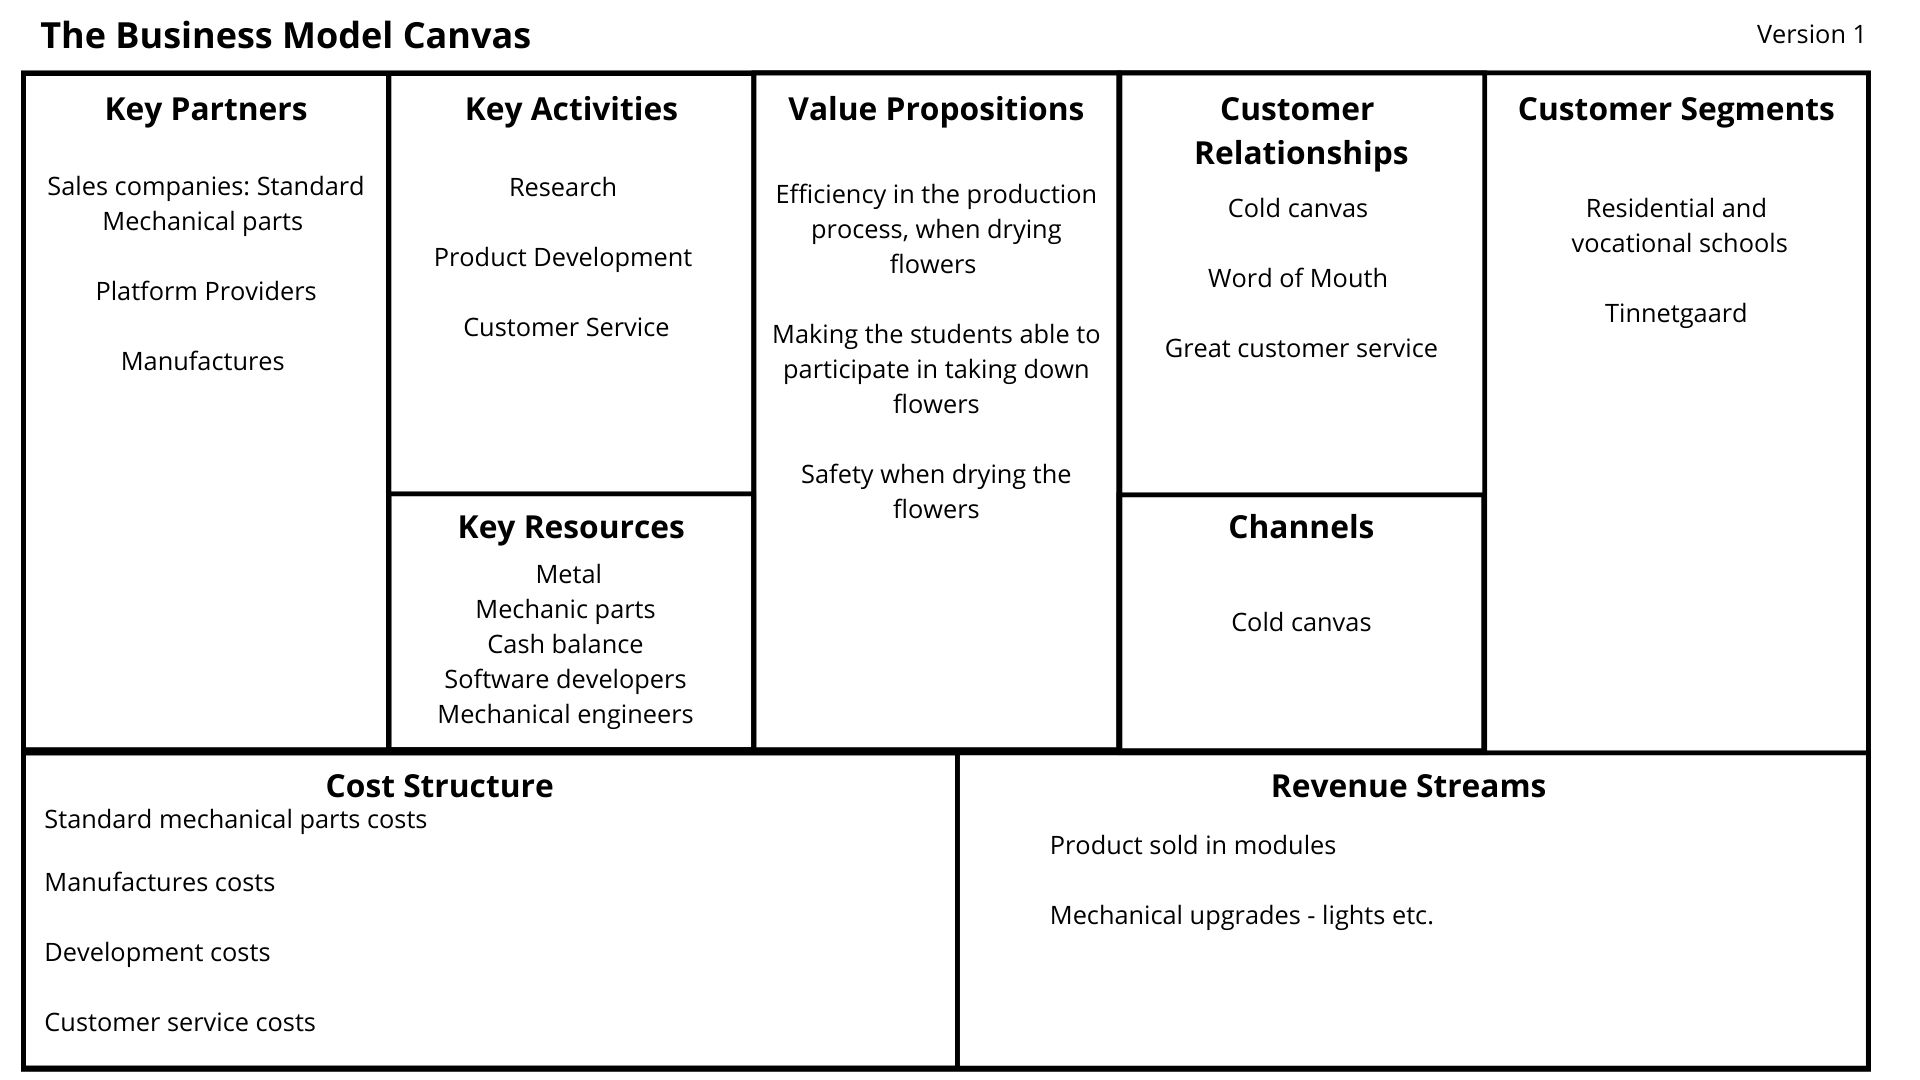 The Business Model Canvas
Version 1
Key Partners
Sales companies: Standard
Mechanical parts
Platform Providers
Manufactures
Key Activities
Research
Product Development
Customer Service
Key Resources
Metal
Mechanic parts
Cash balance
Software developers
Mechanical engineers
Value Propositions
Efficiency in the production
process, when drying
flowers
Making the students able to
participate in taking down
flowers
Safety when drying the
flowers
Customer
Relationships
Cold canvas
Word of Mouth
Great customer service
Channels
Cold canvas
Customer Segments
Residential and
vocational schools
Tinnetgaard
Cost Structure
Standard mechanical parts costs
Manufactures costs
Development costs
Customer service costs
Revenue Streams
Product sold in modules
Mechanical upgrades - lights etc.